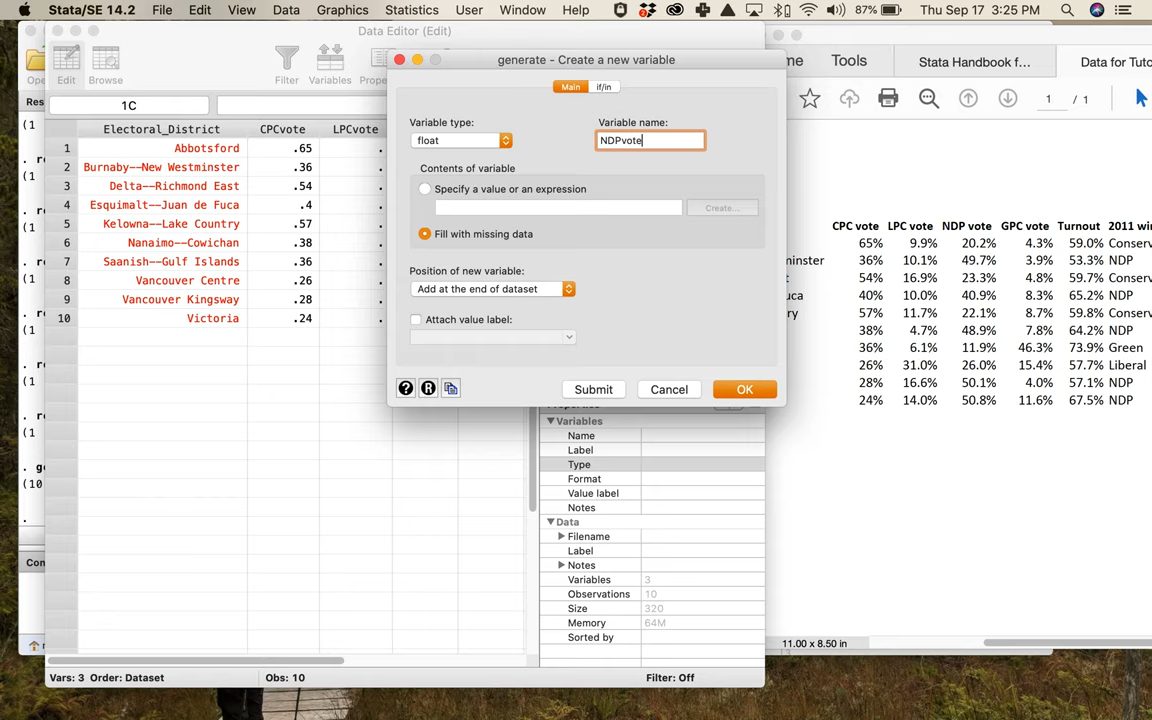 Stata/SE 14.2 File Edit View Data Graphics Statistics User Window Help 2 87% Thu Sep 17 3:25 PM
Data Editor (Edit)
Edit Browse Filter Variables
generate - Create a new variable
Main if/in
Tools Stata Handbook f... Data for Tuto
1 / 1
1C
Variable type: Variable name:
float NDPvote
Contents of variable
Specify a value or an expression
Create...
Fill with missing data
Position of new variable:
Add at the end of dataset
Attach value label:
? R Submit Cancel OK
Electoral_District CPCvote LPCvote
1 Abbotsford .65 .
2 Burnaby--New Westminster .36 .
3 Delta--Richmond East .54 .
4 Esquimalt--Juan de Fuca .4 .
5 Kelowna--Lake Country .57 .
6 Nanaimo--Cowichan .38 .
7 Saanish--Gulf Islands .36 .
8 Vancouver Centre .26 .
9 Vancouver Kingsway .28 .
10 Victoria .24 .
CPC vote LPC vote NDP vote GPC vote Turnout 2011 wi
65% 9.9% 20.2% 4.3% 59.0% Conserv
minster 36% 10.1% 49.7% 3.9% 53.3% NDP
t 54% 16.9% 23.3% 4.8% 59.7% Conserv
uca 40% 10.0% 40.9% 8.3% 65.2% NDP
ry 57% 11.7% 22.1% 8.7% 59.8% Conserv
38% 4.7% 48.9% 7.8% 64.2% NDP
36% 6.1% 11.9% 46.3% 73.9% Green
26% 31.0% 26.0% 15.4% 57.7% Liberal
28% 16.6% 50.1% 4.0% 57.1% NDP
24% 14.0% 50.8% 11.6% 67.5% NDP
Variables
Name
Label
Type
Format
Value label
Notes
Data
Filename
Label
Notes
Variables 3
Observations 10
Size 320
Memory 64M
Sorted by
11.00 x 8.50 in
Vars: 3 Order: Dataset Obs: 10 Filter: Off